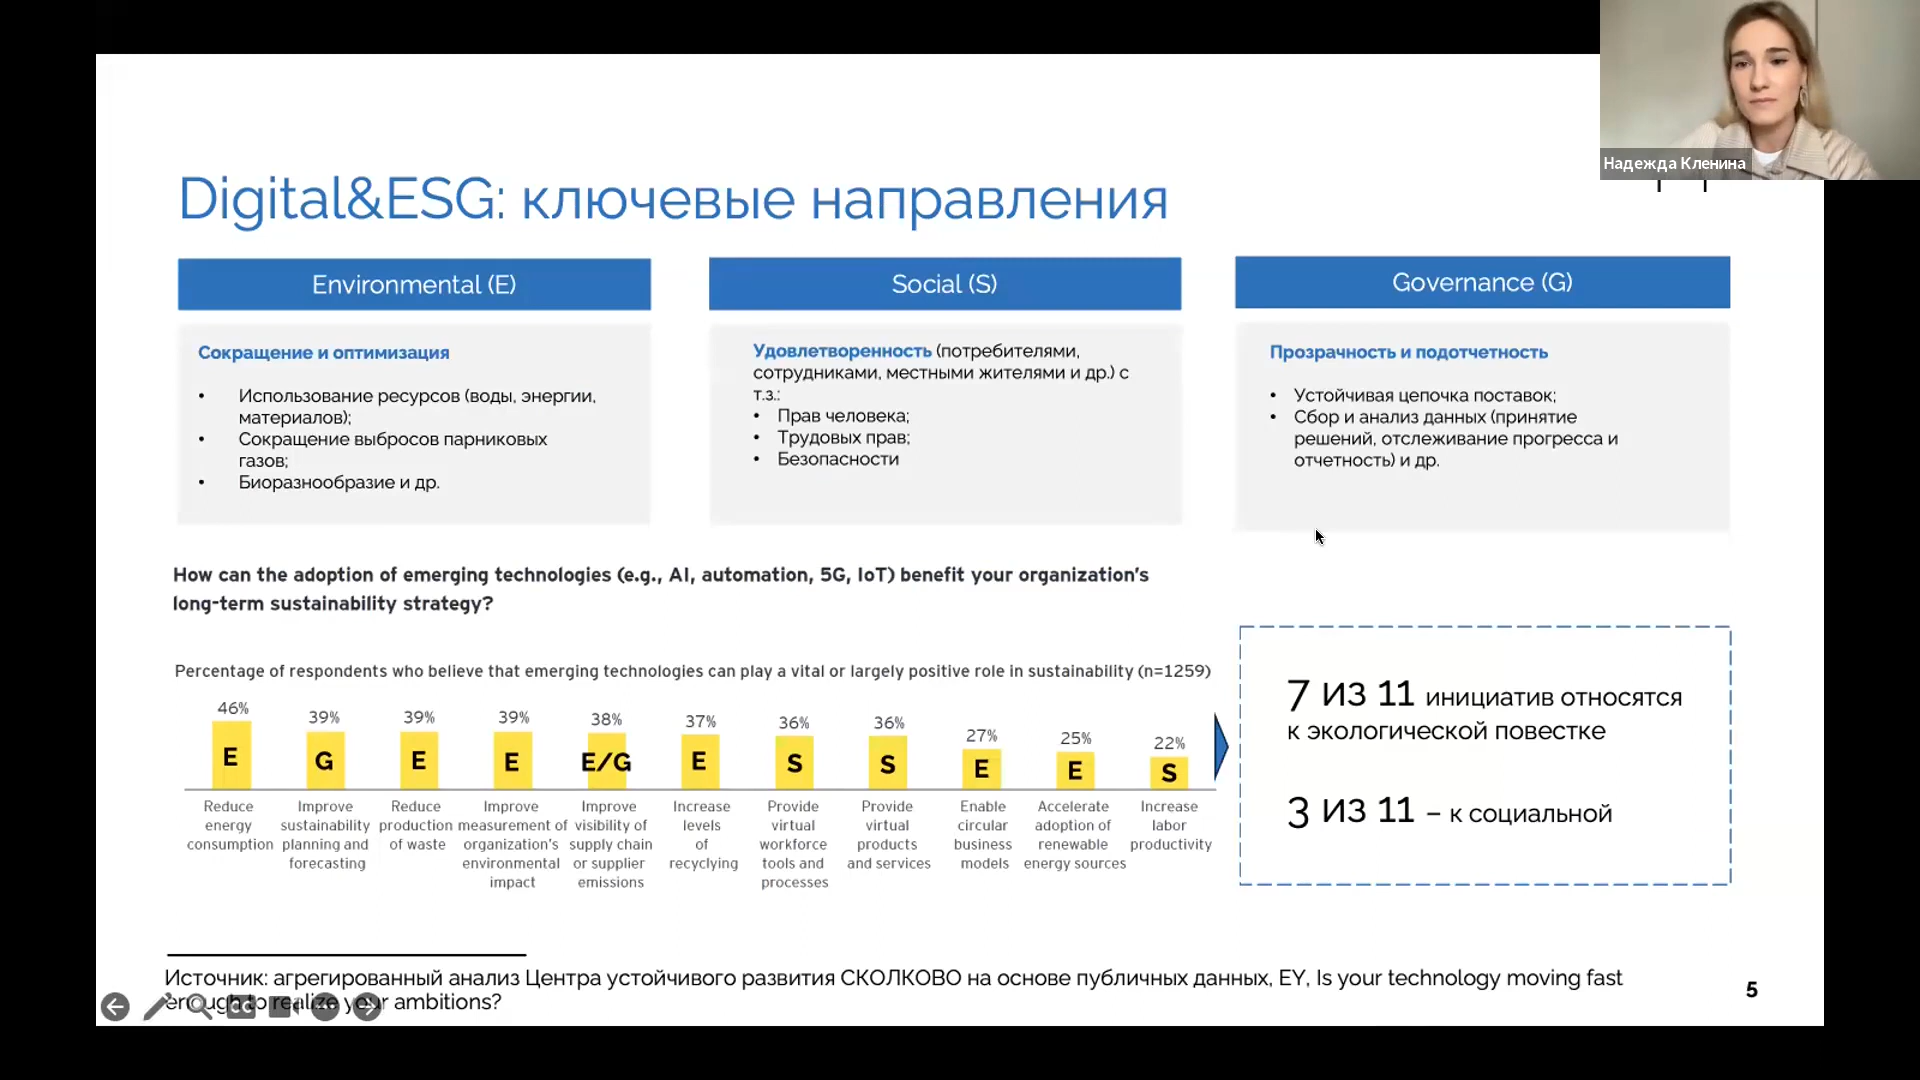 Надежда Кленина
Digital&ESG: ключевые направления
Environmental (E)
Сокращение и оптимизация
• Использование ресурсов (воды, энергии,
материалов);
• Сокращение выбросов парниковых
газов;
• Биоразнообразие и др.
Social (S)
Удовлетворенность (потребителями,
сотрудниками, местными жителями и др.) с
т.з.:
• Прав человека;
• Трудовых прав;
• Безопасности
Governance (G)
Прозрачность и подотчетность
• Устойчивая цепочка поставок;
• Сбор и анализ данных (принятие
решений, отслеживание прогресса и
отчетность) и др.
How can the adoption of emerging technologies (e.g., AI, automation, 5G, IoT) benefit your organization's
long-term sustainability strategy?
Percentage of respondents who believe that emerging technologies can play a vital or largely positive role in sustainability (n=1259)
46%
E
Reduce
energy
consumption
39%
G
Improve
sustainability
planning and
forecasting
39%
E
Reduce
production
of waste
39%
E
Improve
measurement of
organization's
environmental
impact
38%
E/G
Improve
visibility of
supply chain
or supplier
emissions
37%
E
Increase
levels
of
recyclying
36%
S
Provide
virtual
workforce
tools and
processes
36%
S
Provide
virtual
products
and services
27%
E
Enable
circular
business
models
25%
E
Accelerate
adoption of
renewable
energy sources
22%
S
Increase
labor
productivity
7 из 11 инициатив относятся
к экологической повестке
3 из 11 – к социальной
Источник: агрегированный анализ Центра устойчивого развития СКОЛКОВО на основе публичных данных, EY, Is your technology moving fast
enough to realize your ambitions?
5